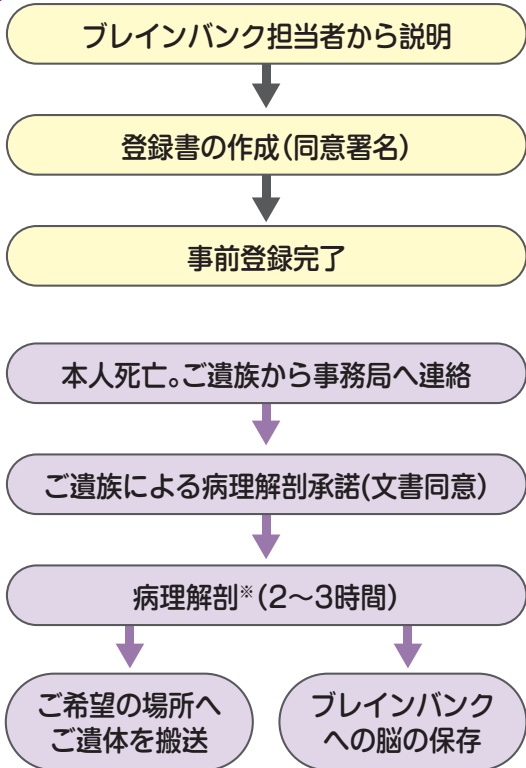 ブレインバンク担当者から説明
登録書の作成(同意署名)
事前登録完了
本人死亡。ご遺族から事務局へ連絡
ご遺族による病理解剖承諾(文書同意)
病理解剖※(2〜3時間)
ご希望の場所へ
ご遺体を搬送
ブレインバンク
への脳の保存